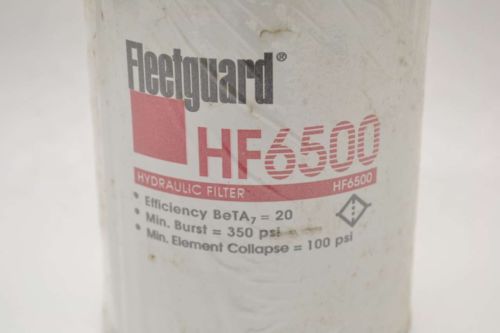 Fleetguard®
HF6500
HYDRAULIC FILTER HF6500
• Efficiency BeTA7 = 20
• Min. Burst = 350 psi
• Min. Element Collapse = 100 psi